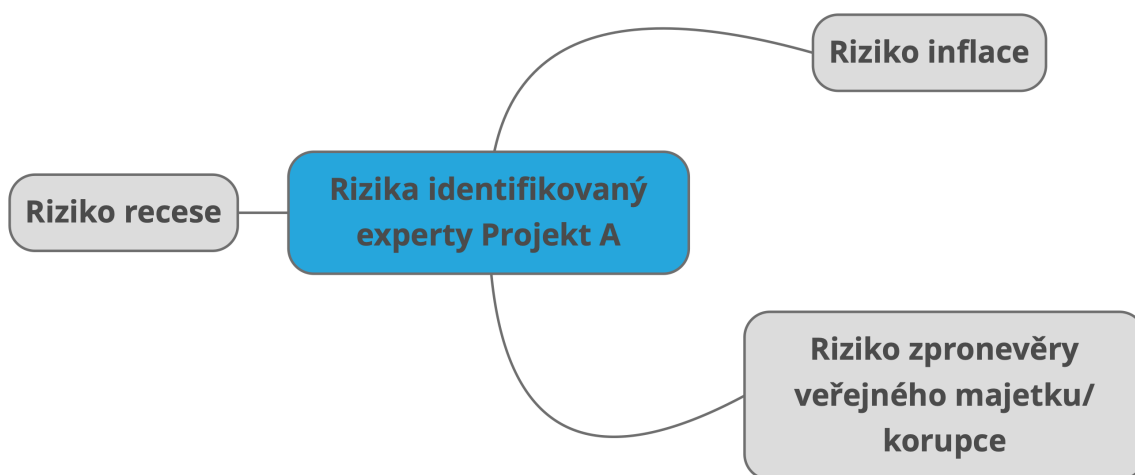 Riziko inflace
Rizika identifikovaný
experty Projekt A
Riziko recese
Riziko zpronevěry
veřejného majetku/
korupce